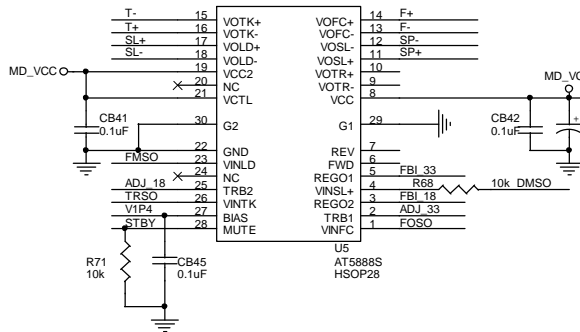 T- 15 VOTK+ VOFC+ 14 F+
T+ 16 VOTK- VOFC- 13 F-
SL+ 17 VOLD+ VOSL- 12 SP-
SL- 18 VOLD- VOSL+ 11 SP+
MD_VCC 19 VCC2 VOTR+ 10
20 NC VOTR- 9
21 VCTL VCC 8 MD_VC
CB41 0.1uF 30 G2 G1 29 CB42 0.1uF
22 GND REV 7
FMSO 23 VINLD FWD 6
24 NC REGO1 5 FBI_33
ADJ_18 25 TRB2 VINSL+ 4 R68 10k DMSO
TRSO 26 VINTK REGO2 3 FBI_18
V1P4 27 BIAS TRB1 2 ADJ_33
STBY 28 MUTE VINFC 1 FOSO
U5
AT5888S
HSOP28
R71
10k
CB45
0.1uF